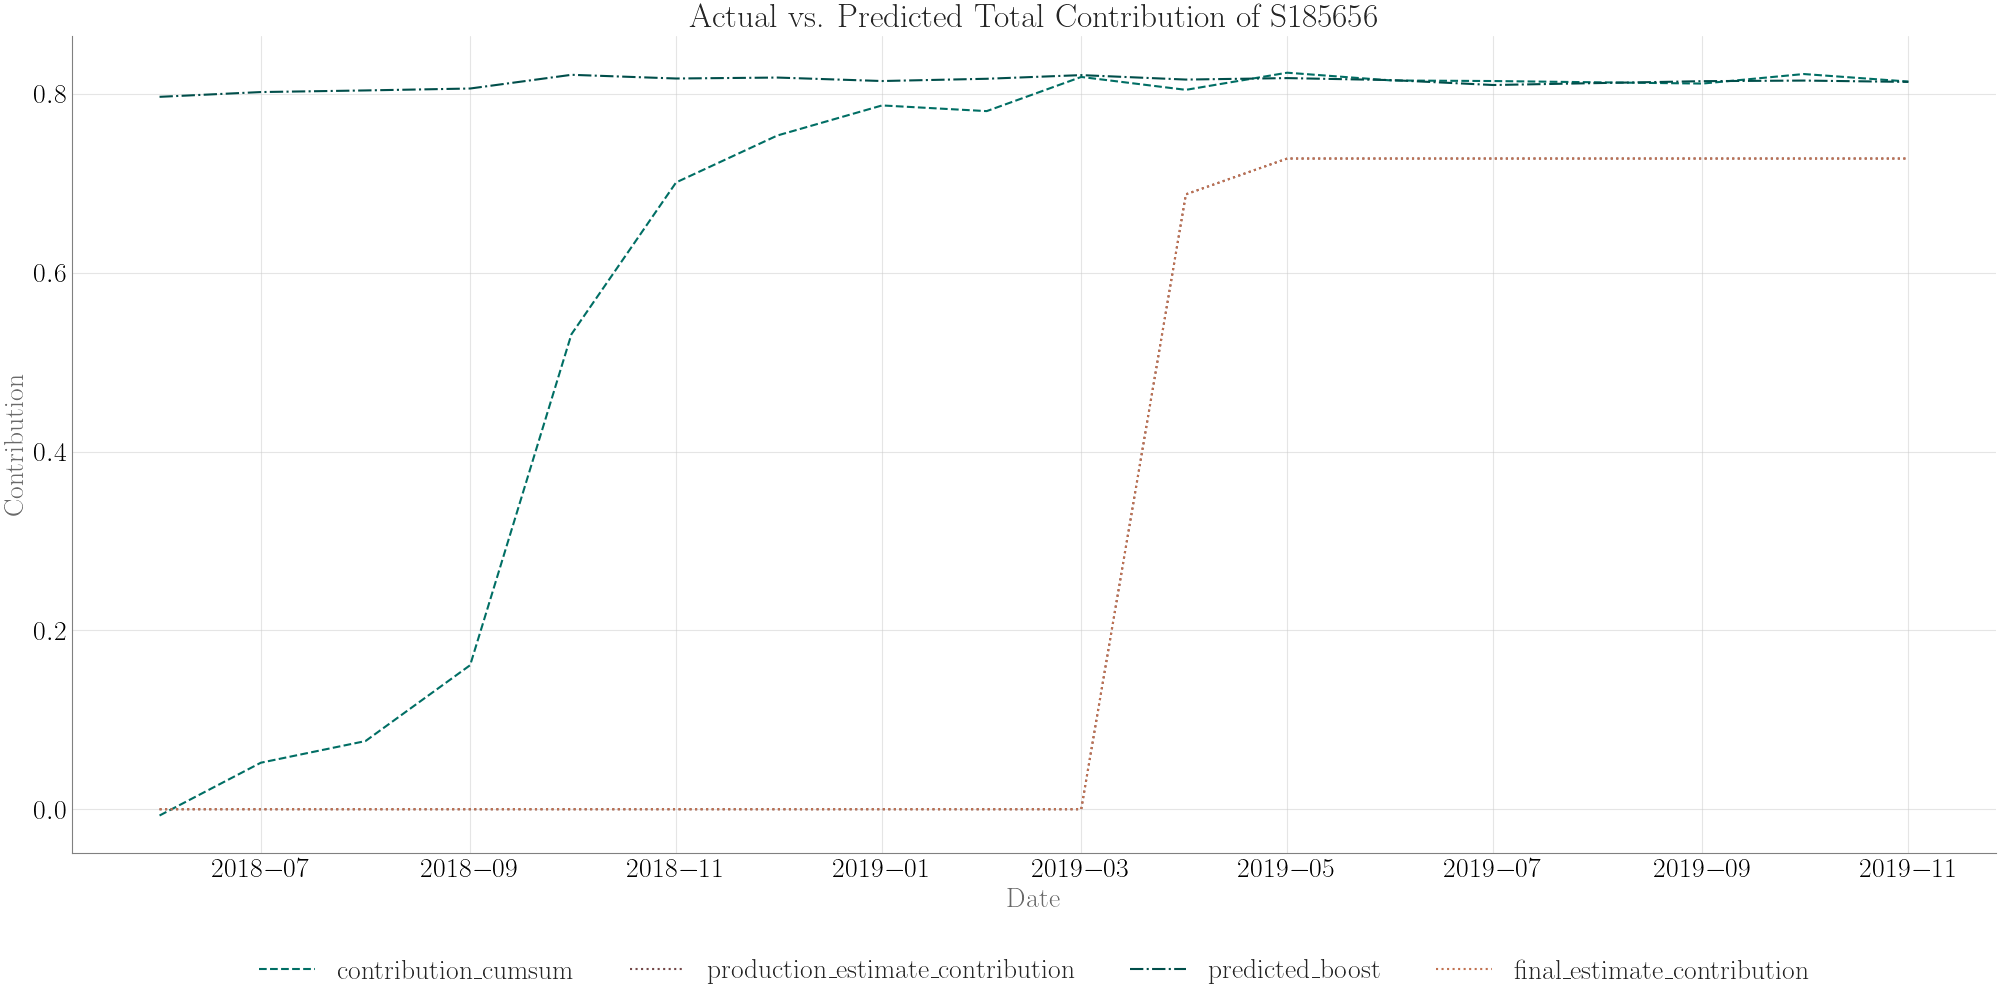 Actual vs. Predicted Total Contribution of S185656
Contribution
0.8
0.6
0.4
0.2
0.0
2018−07 2018−09 2018−11 2019−01 2019−03 2019−05 2019−07 2019−09 2019−11
Date
contribution_cumsum production_estimate_contribution predicted_boost final_estimate_contribution